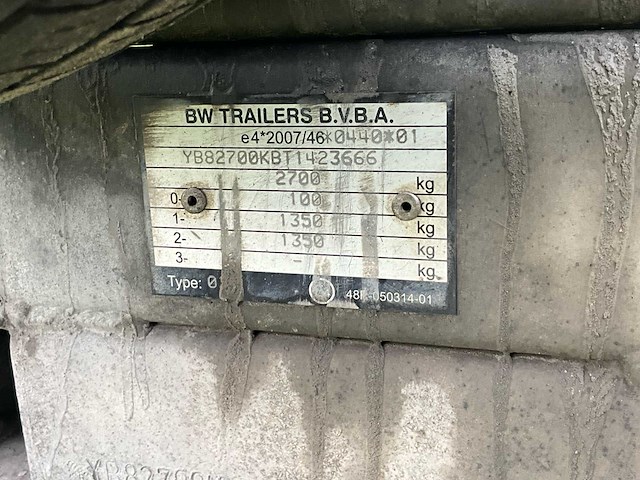 BW TRAILERS B.V.B.A.
e4*2007/46*0440*01
YB82700KBT1423666
2700 kg
0- 100 kg
1- 1350 kg
2- 1350 kg
3- - kg
Type: 0
-050314-01